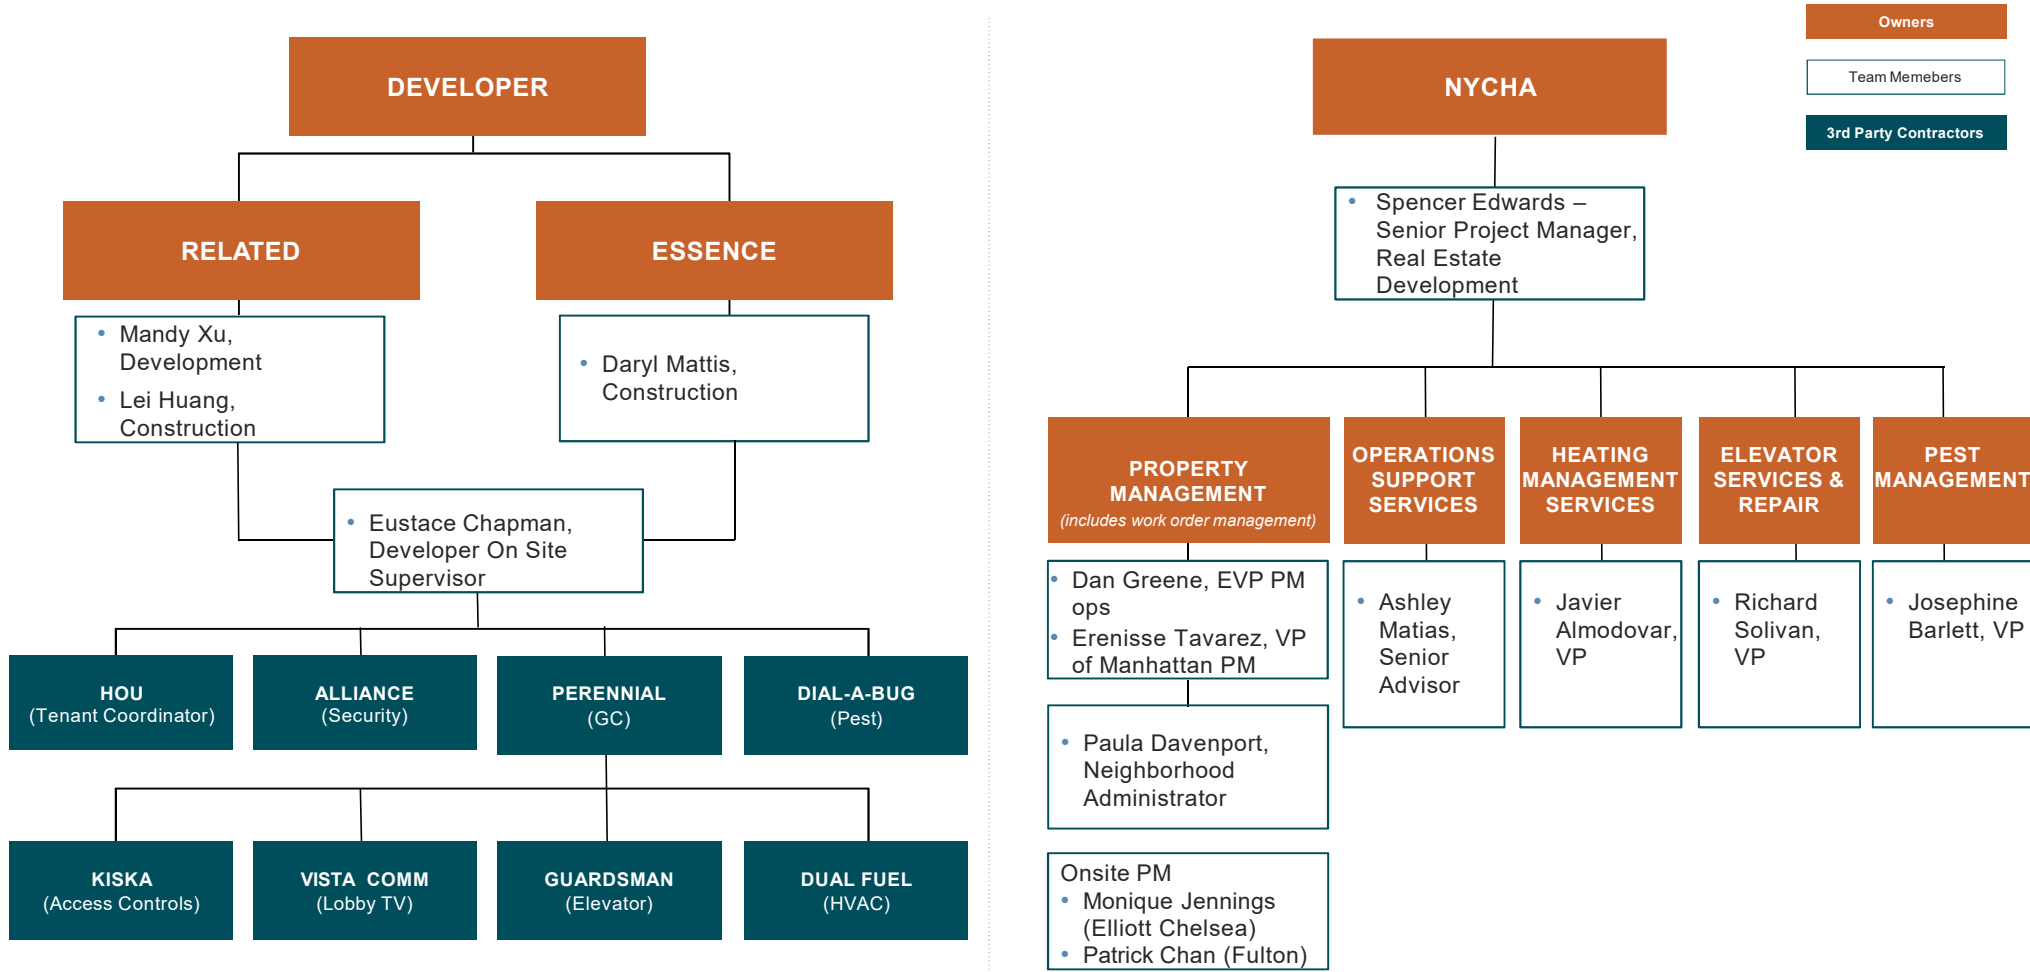 DEVELOPER
RELATED
ESSENCE
• Mandy Xu,
Development
• Lei Huang,
Construction
• Daryl Mattis,
Construction
• Eustace Chapman,
Developer On Site
Supervisor
HOU
(Tenant Coordinator)
ALLIANCE
(Security)
PERENNIAL
(GC)
DIAL-A-BUG
(Pest)
KISKA
(Access Controls)
VISTA COMM
(Lobby TV)
GUARDSMAN
(Elevator)
DUAL FUEL
(HVAC)
NYCHA
Owners
Team Memebers
3rd Party Contractors
• Spencer Edwards –
Senior Project Manager,
Real Estate
Development
PROPERTY
MANAGEMENT
(includes work order management)
OPERATIONS
SUPPORT
SERVICES
HEATING
MANAGEMENT
SERVICES
ELEVATOR
SERVICES &
REPAIR
PEST
MANAGEMENT
• Dan Greene, EVP PM
ops
• Erenisse Tavarez, VP
of Manhattan PM
• Ashley
Matias,
Senior
Advisor
• Javier
Almodovar,
VP
• Richard
Solivan,
VP
• Josephine
Barlett, VP
• Paula Davenport,
Neighborhood
Administrator
Onsite PM
• Monique Jennings
(Elliott Chelsea)
• Patrick Chan (Fulton)